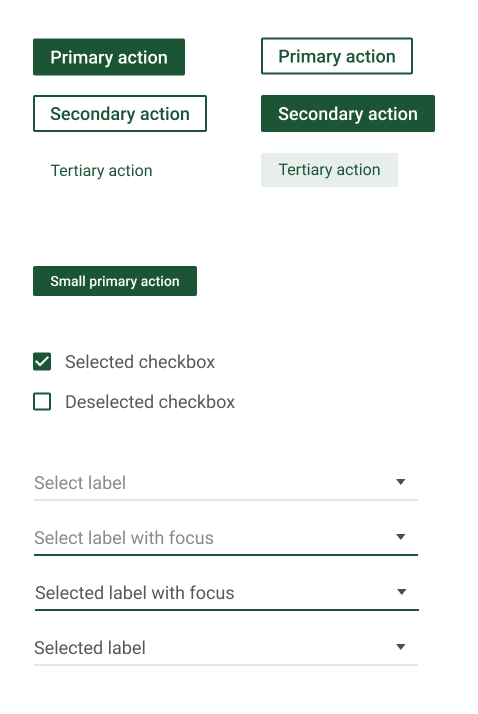 Primary action
Primary action
Secondary action
Secondary action
Tertiary action
Tertiary action
Small primary action
Selected checkbox
Deselected checkbox
Select label
Select label with focus
Selected label with focus
Selected label